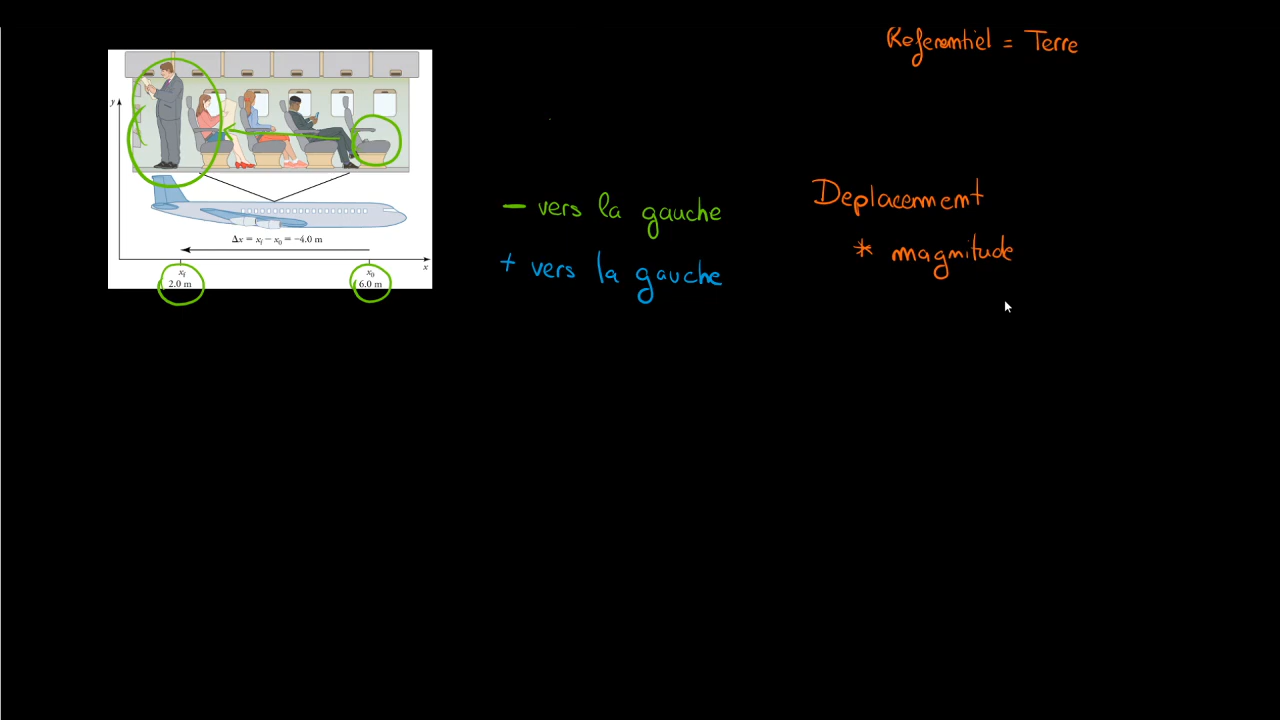 Referentiel = Terre
y
Δx = xf − x0 = −4.0 m
x
xf
x0
2.0 m
6.0 m
− vers la gauche
+ vers la gauche
Deplacement
* magnitude